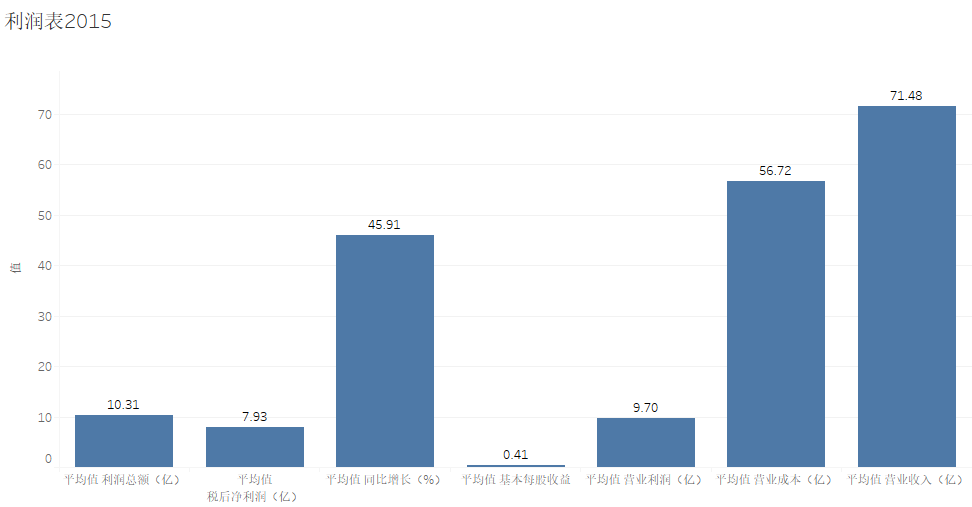 利润表2015
值
70
60
50
40
30
20
10
0
10.31
7.93
45.91
0.41
9.70
56.72
71.48
平均值 利润总额（亿）
平均值
税后净利润（亿）
平均值 同比增长（%）
平均值 基本每股收益
平均值 营业利润（亿）
平均值 营业成本（亿）
平均值 营业收入（亿）